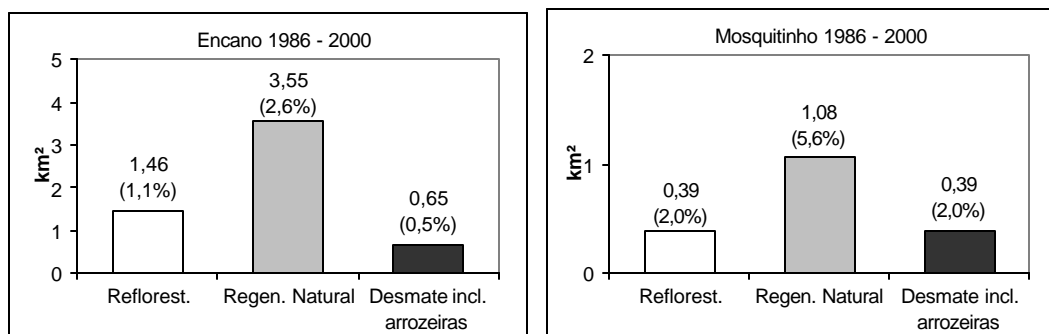 Encano 1986 - 2000
5
4
3
2
1
0
km²
1,46
(1,1%)
3,55
(2,6%)
0,65
(0,5%)
Reflorest.
Regen. Natural
Desmate incl.
arrozeiras
Mosquitinho 1986 - 2000
2
1
0
km²
0,39
(2,0%)
1,08
(5,6%)
0,39
(2,0%)
Reflorest.
Regen. Natural
Desmate incl.
arrozeiras